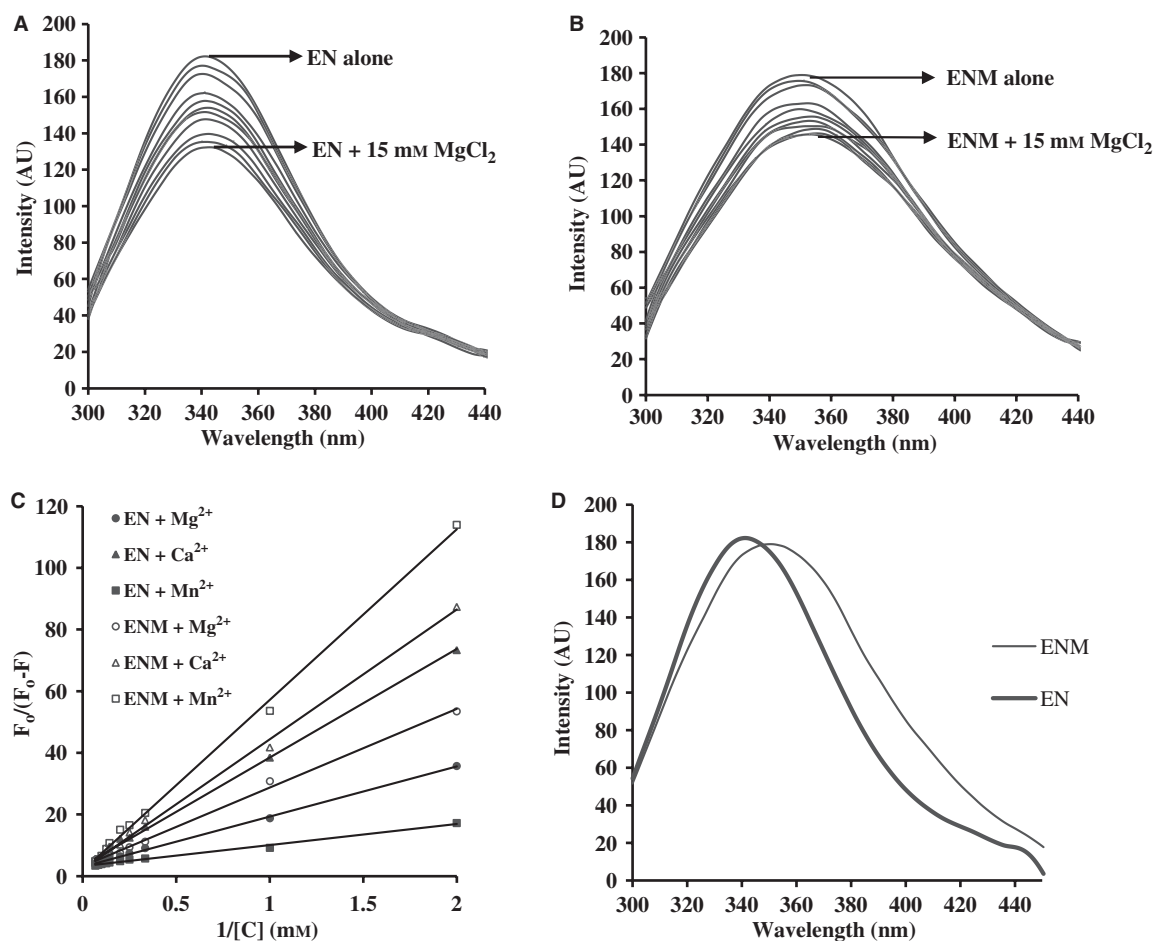 A
200
180
160
140
120
100
80
60
40
20
0
Intensity (AU)
EN alone
EN + 15 mM MgCl2
300 320 340 360 380 400 420 440
Wavelength (nm)
B
200
180
160
140
120
100
80
60
40
20
0
Intensity (AU)
ENM alone
ENM + 15 mM MgCl2
300 320 340 360 380 400 420 440
Wavelength (nm)
C
120
100
80
60
40
20
0
Fo/(Fo-F)
EN + Mg2+
EN + Ca2+
EN + Mn2+
ENM + Mg2+
ENM + Ca2+
ENM + Mn2+
0 0.5 1 1.5 2
1/[C] (mM)
D
200
180
160
140
120
100
80
60
40
20
0
Intensity (AU)
ENM
EN
300 320 340 360 380 400 420 440
Wavelength (nm)